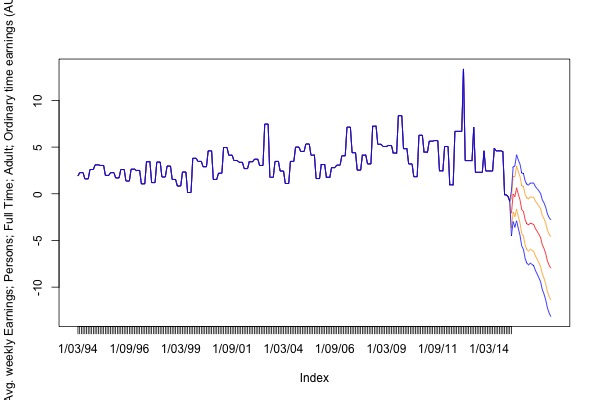 Avg. weekly Earnings; Persons; Full Time; Adult; Ordinary time earnings (AU
10
5
0
-5
-10
1/03/94 1/09/96 1/03/99 1/09/01 1/03/04 1/09/06 1/03/09 1/09/11 1/03/14
Index